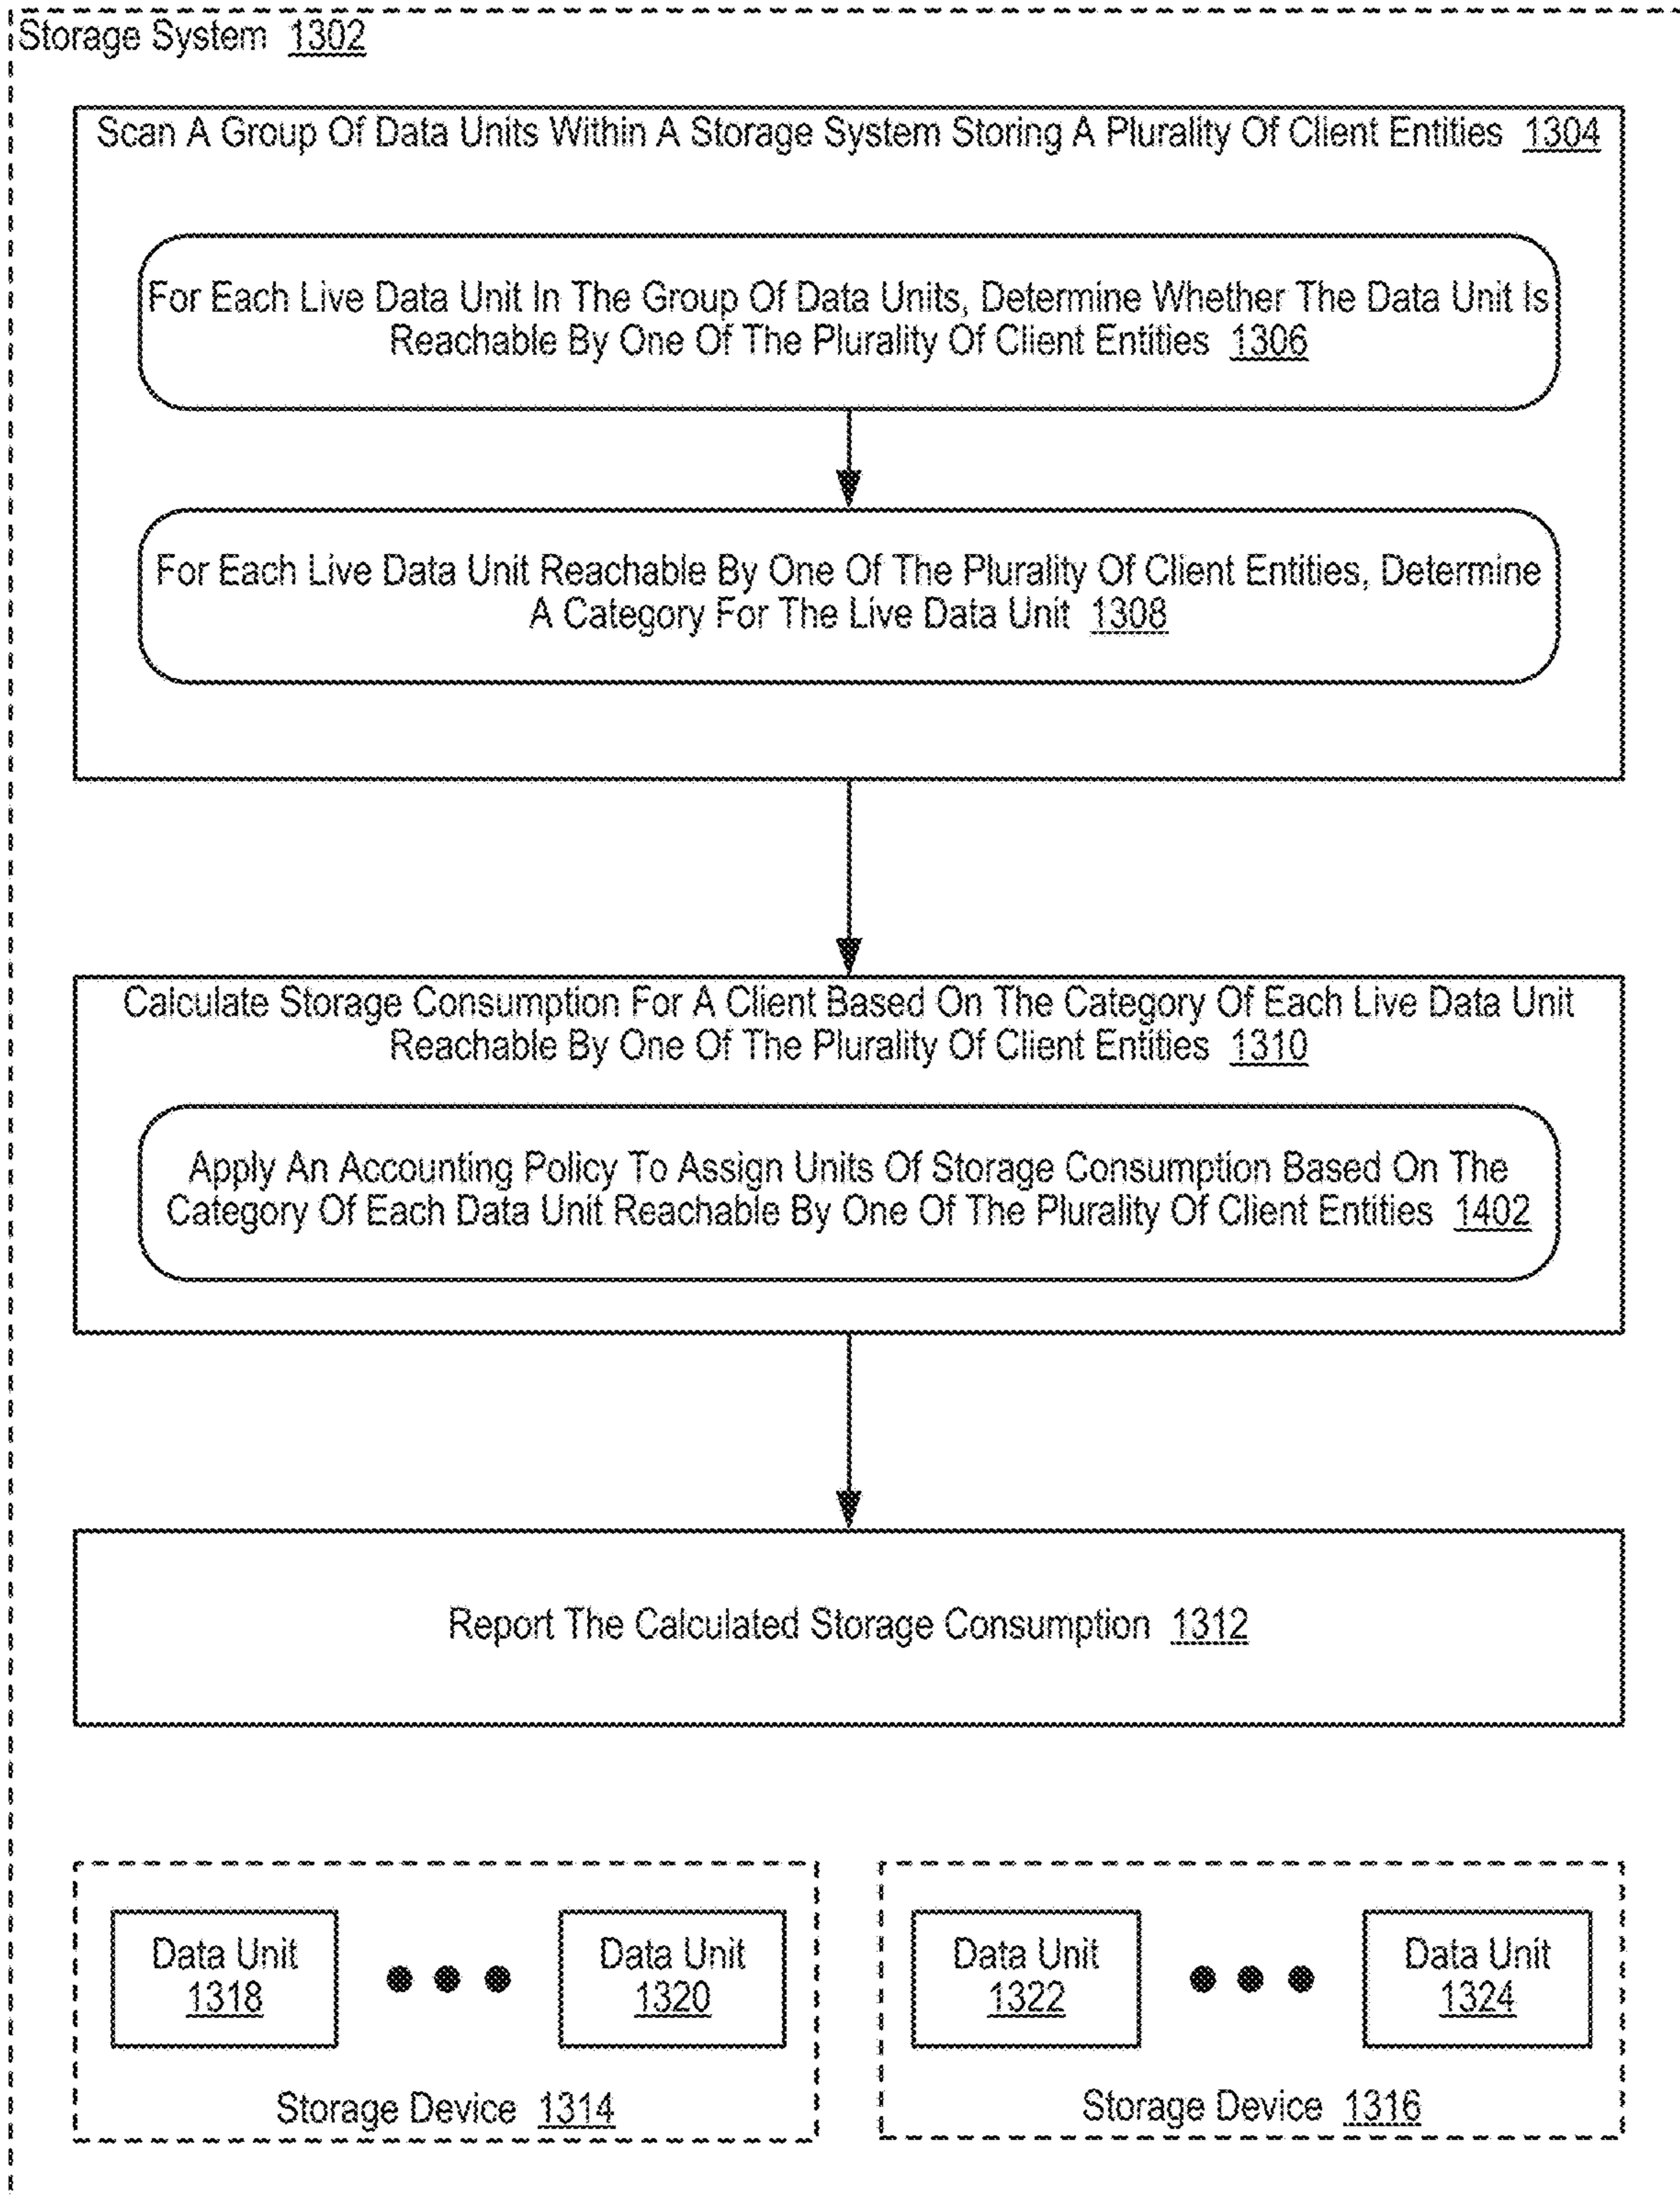 Storage System 1302
Scan A Group Of Data Units Within A Storage System Storing A Plurality Of Client Entities 1304
For Each Live Data Unit In The Group Of Data Units, Determine Whether The Data Unit Is
Reachable By One Of The Plurality Of Client Entities 1306
For Each Live Data Unit Reachable By One Of The Plurality Of Client Entities, Determine
A Category For The Live Data Unit 1308
Calculate Storage Consumption For A Client Based On The Category Of Each Live Data Unit
Reachable By One Of The Plurality Of Client Entities 1310
Apply An Accounting Policy To Assign Units Of Storage Consumption Based On The
Category Of Each Data Unit Reachable By One Of The Plurality Of Client Entities 1402
Report The Calculated Storage Consumption 1312
Data Unit
1318
Data Unit
1320
Storage Device 1314
Data Unit
1322
Data Unit
1324
Storage Device 1316